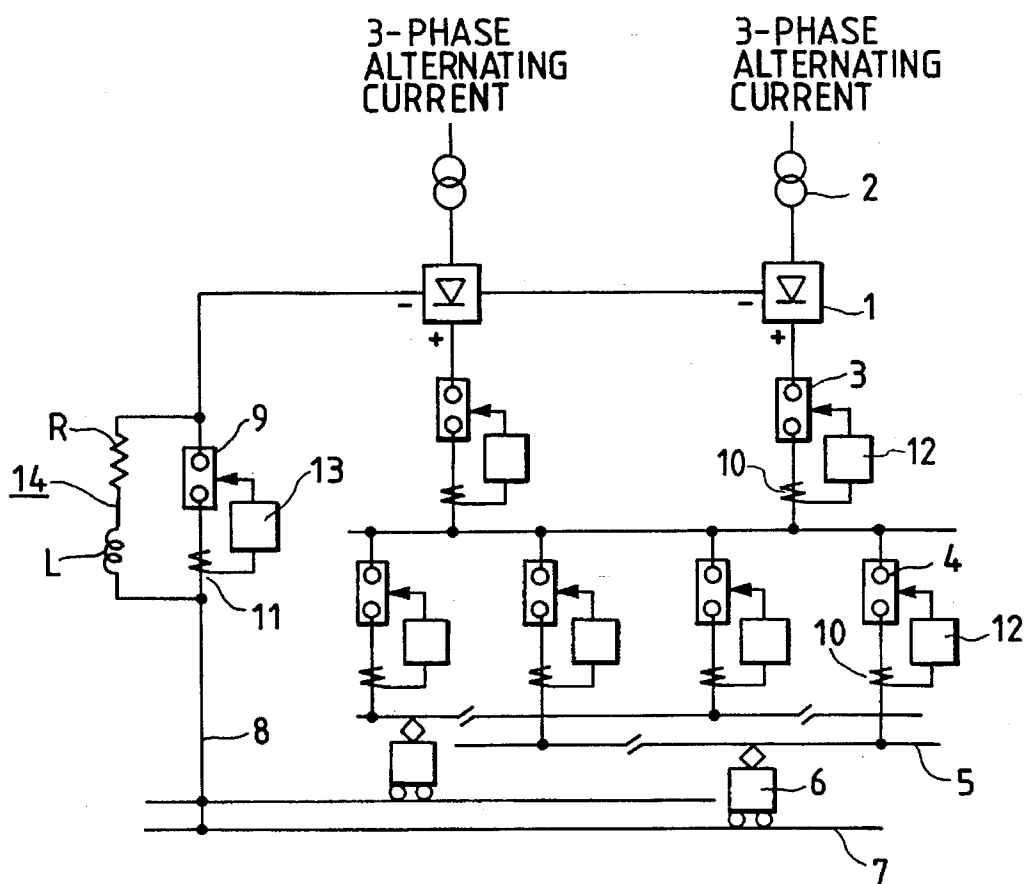 3-PHASE
ALTERNATING
CURRENT
3-PHASE
ALTERNATING
CURRENT
2
-
-
1
+
+
3
R
9
10
12
14
13
L
4
11
10
12
8
6
5
7